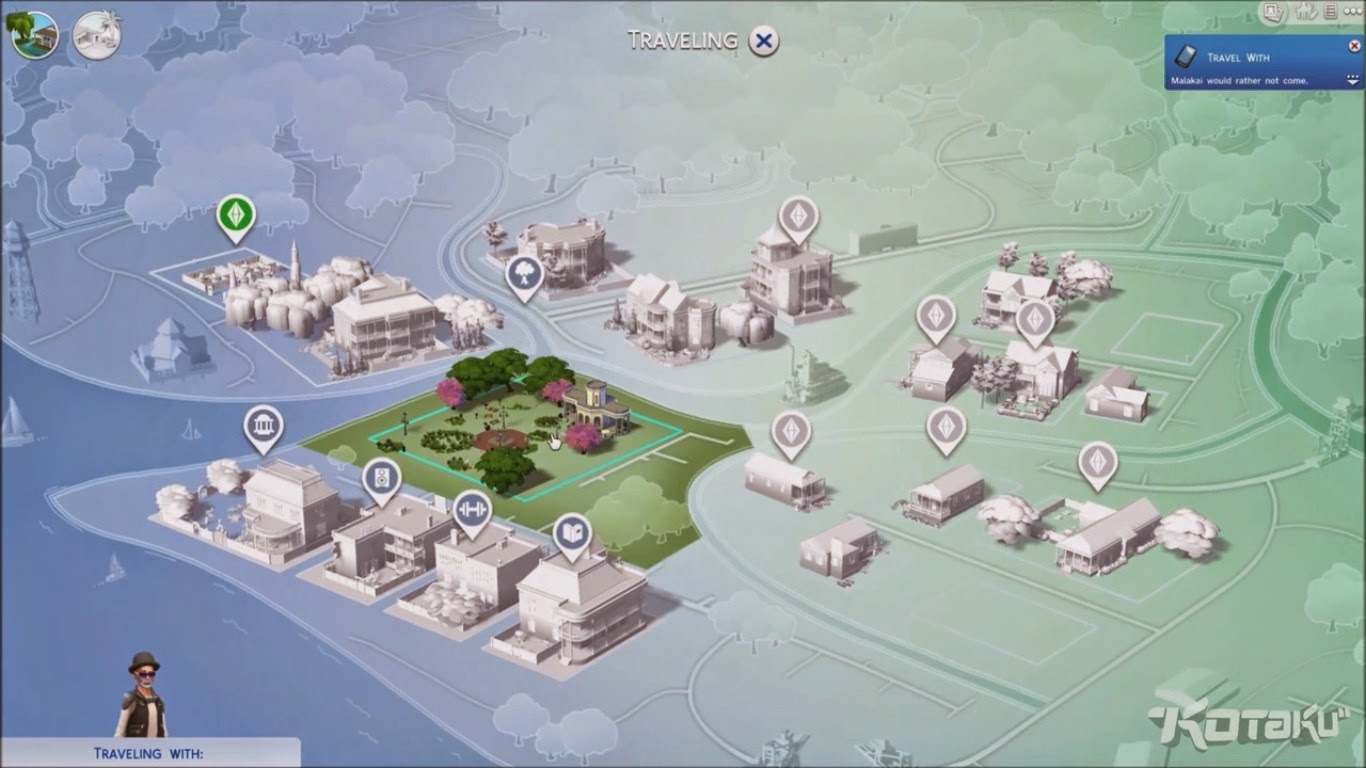 TRAVELING
TRAVEL WITH
Malakai would rather not come.
TRAVELING WITH:
KOTAKU